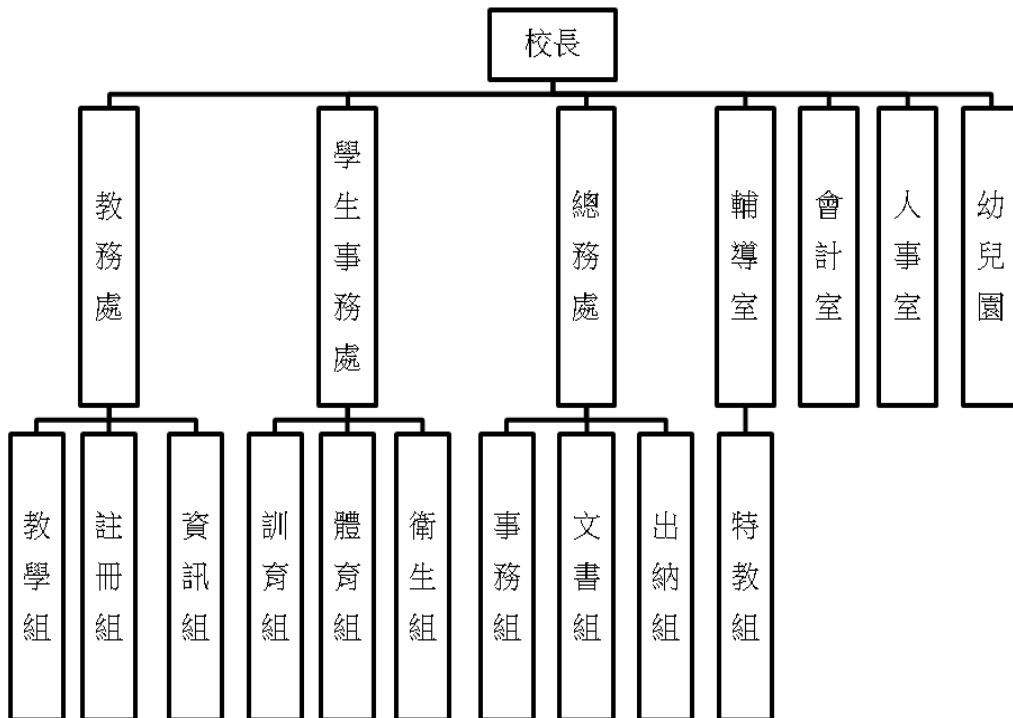 校長
教務處
學生事務處
總務處
輔導室
會計室
人事室
幼兒園
教學組
註冊組
資訊組
訓育組
體育組
衛生組
事務組
文書組
出納組
特教組